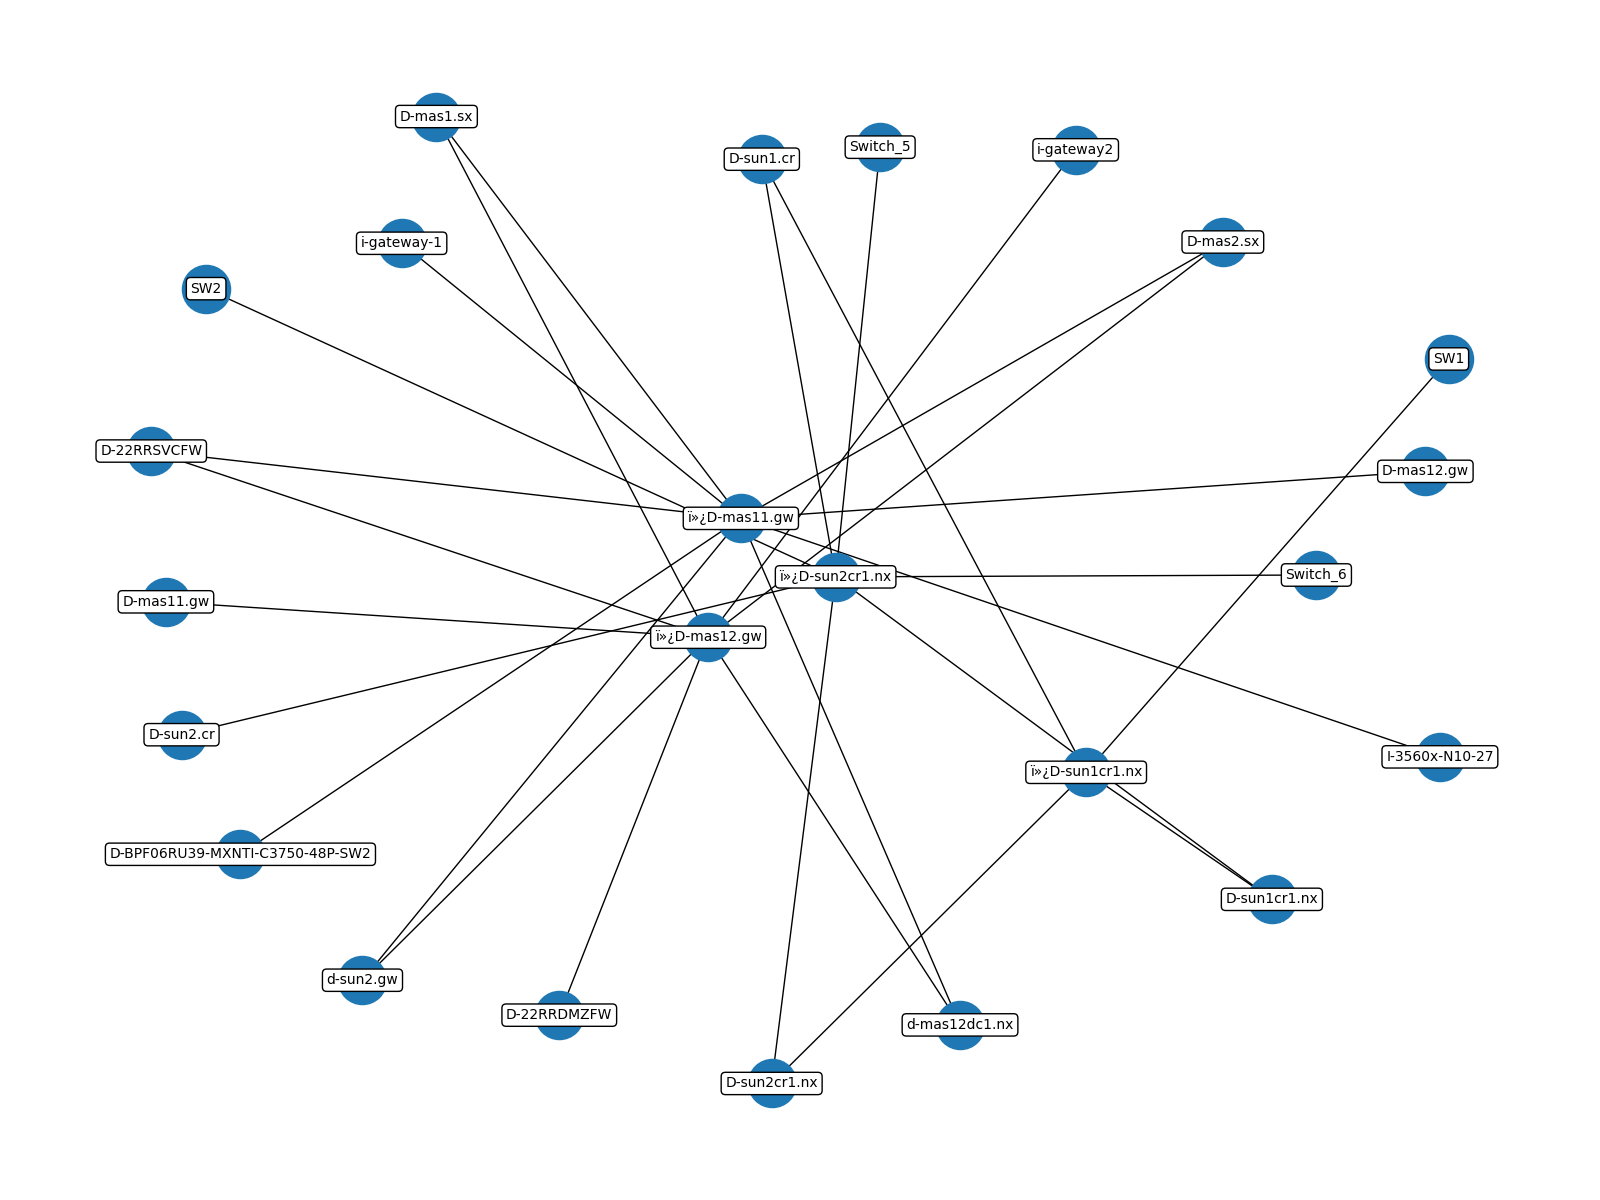 D-mas1.sx
D-sun1.cr
Switch_5
i-gateway2
i-gateway-1
D-mas2.sx
SW2
SW1
D-22RRSVCFW
D-mas12.gw
ï»¿D-mas11.gw
ï»¿D-sun2cr1.nx
Switch_6
D-mas11.gw
ï»¿D-mas12.gw
D-sun2.cr
I-3560x-N10-27
ï»¿D-sun1cr1.nx
D-BPF06RU39-MXNTI-C3750-48P-SW2
D-sun1cr1.nx
d-sun2.gw
D-22RRDMZFW
d-mas12dc1.nx
D-sun2cr1.nx